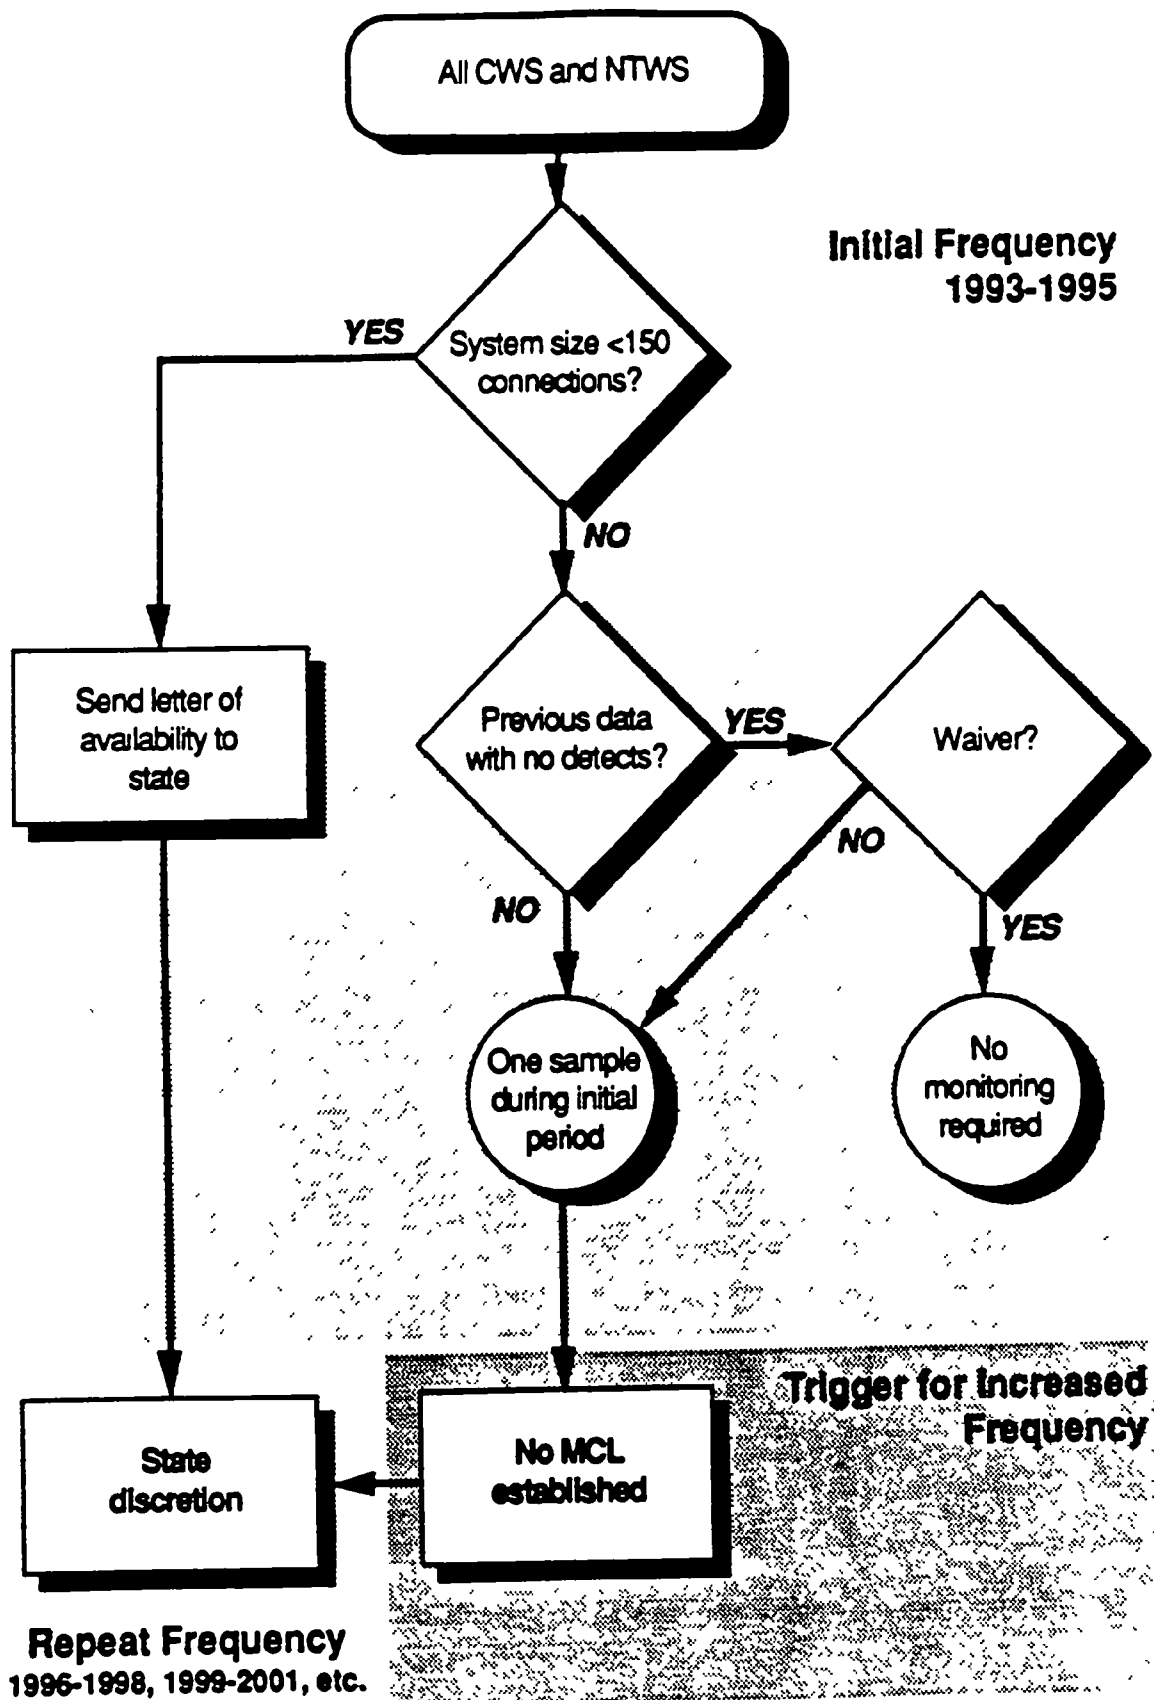 All CWS and NTWS
Initial Frequency
1993-1995
YES
System size <150
connections?
NO
Send letter of
availability to
state
Previous data
with no detects?
YES
Waiver?
NO
NO
YES
One sample
during initial
period
No
monitoring
required
Trigger for Increased
Frequency
State
discretion
No MCL
established
Repeat Frequency
1996-1998, 1999-2001, etc.